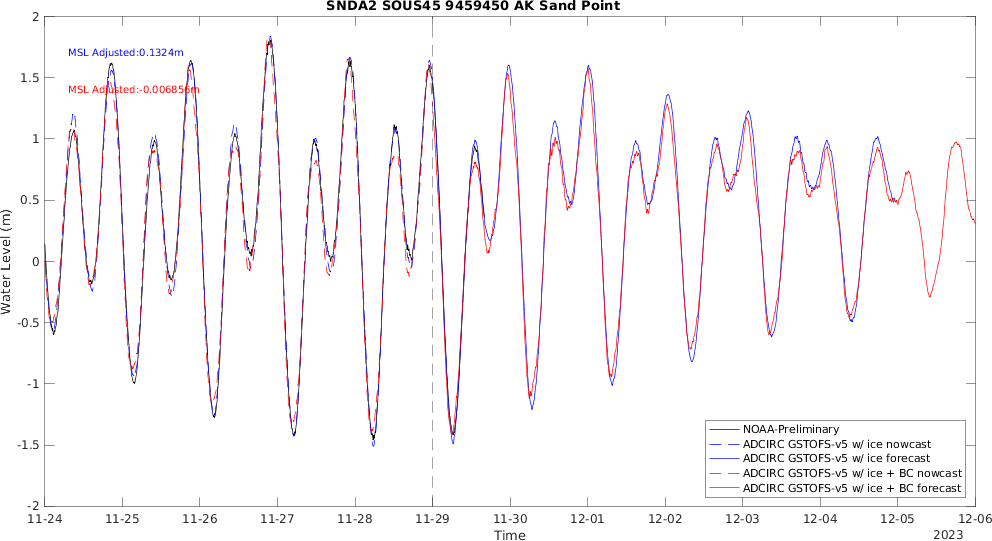 SNDA2 SOUS45 9459450 AK Sand Point
2
1.5
1
0.5
0
-0.5
-1
-1.5
-2
Water Level (m)
MSL Adjusted:0.1324m
MSL Adjusted:-0.006856m
NOAA-Preliminary
ADCIRC GSTOFS-v5 w/ ice nowcast
ADCIRC GSTOFS-v5 w/ ice forecast
ADCIRC GSTOFS-v5 w/ ice + BC nowcast
ADCIRC GSTOFS-v5 w/ ice + BC forecast
11-24 11-25 11-26 11-27 11-28 11-29 11-30 12-01 12-02 12-03 12-04 12-05 12-06
Time
2023